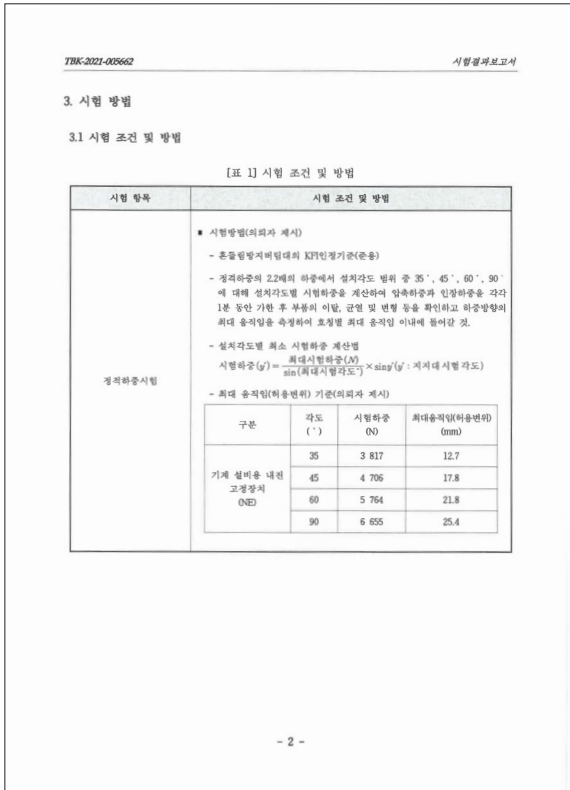 TBK-2021-005662
시험결과보고서
3. 시험 방법
3.1 시험 조건 및 방법
[표 1] 시험 조건 및 방법
시험 항목
시험 조건 및 방법
정격하중시험
■ 시험방법(의뢰자 제시)
- 흔들림방지버팀대의 KFI인정기준(준용)
- 정격하중의 2.2배의 하중에서 설치각도 범위 중 35˚, 45˚, 60˚, 90˚
에 대해 설치각도별 시험하중을 계산하여 압축하중과 인장하중을 각각
1분 동안 가한 후 부품의 이탈, 균열 및 변형 등을 확인하고 하중방향의
최대 움직임을 측정하여 호칭별 최대 움직임 이내에 들어갈 것.
- 설치각도별 최소 시험하중 계산법
시험하중(y') = 최대시험하중(N) / sin(최대시험각도˚) × siny'(y' : 지지대시험각도)
- 최대 움직임(허용변위) 기준(의뢰자 제시)
구분 각도 시험하중 최대움직임(허용변위)
(˚) (N) (mm)
기계 설비용 내진
고정장치
(NE)
35 3 817 12.7
45 4 706 17.8
60 5 764 21.8
90 6 655 25.4
- 2 -